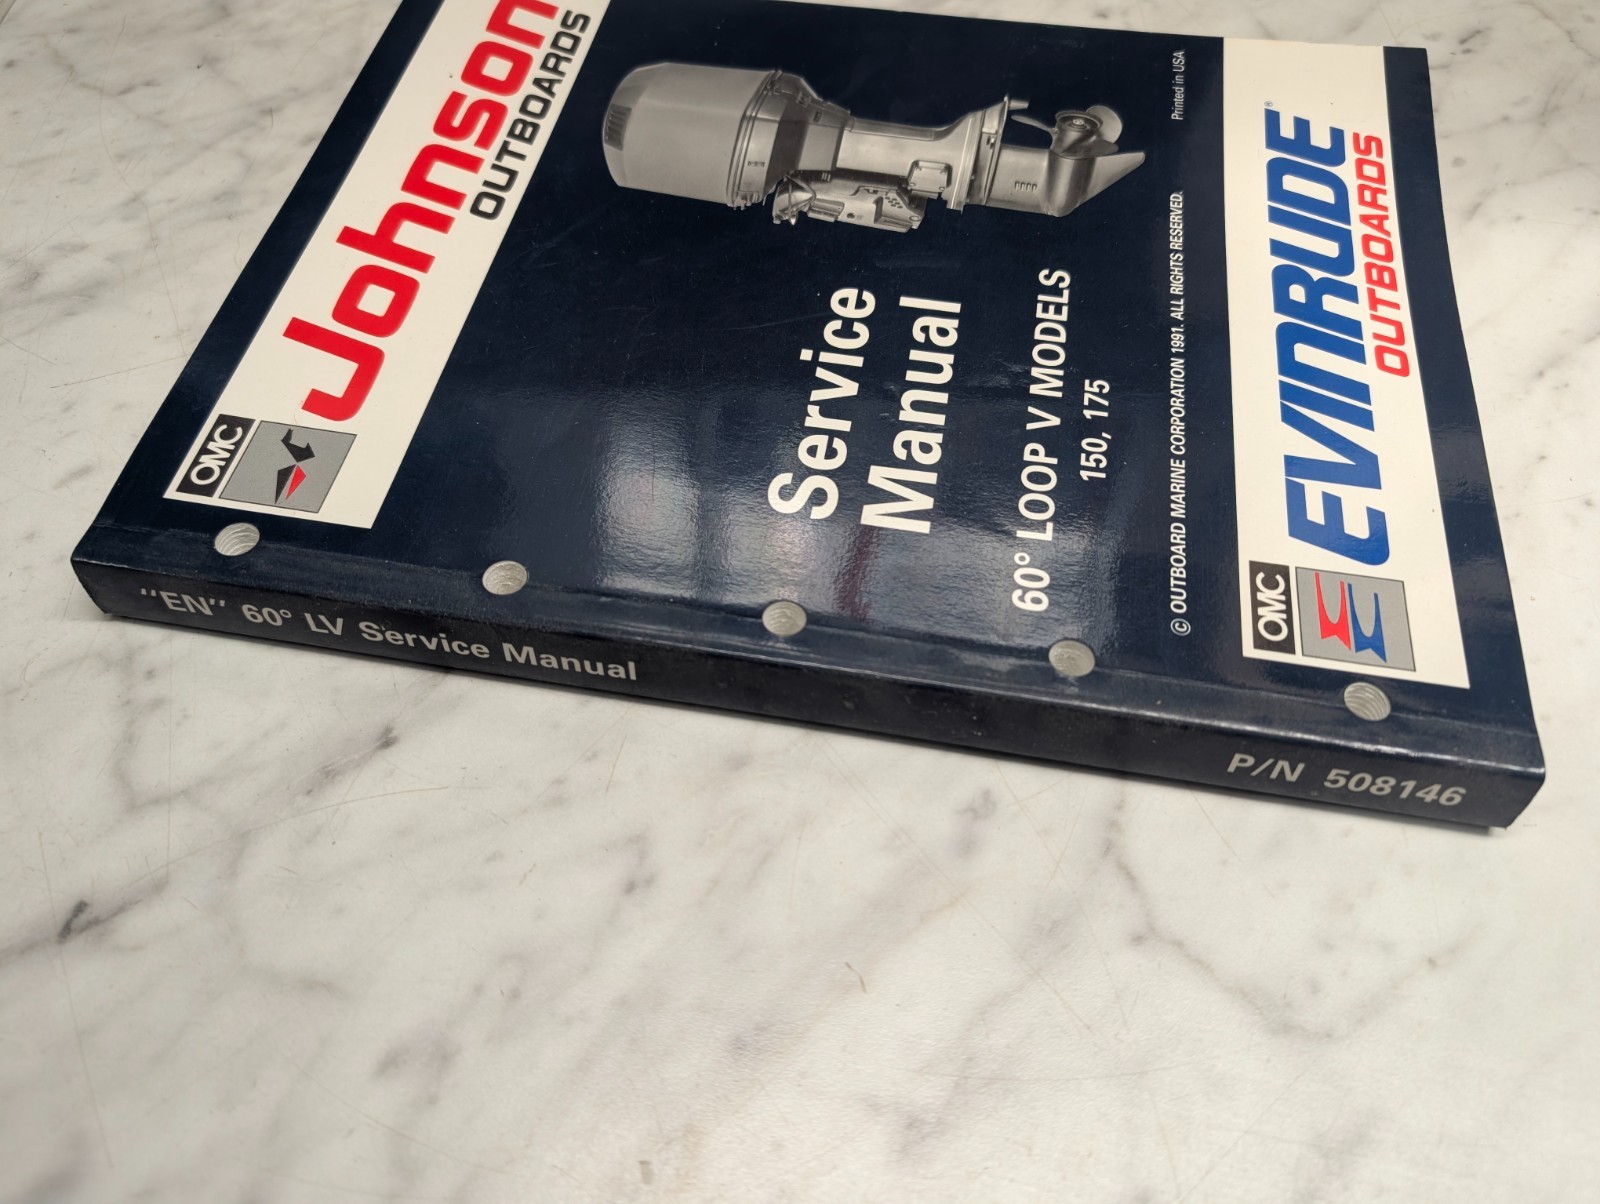 OMC
Johnson
OUTBOARDS
Service
Manual
60° LOOP V MODELS
150, 175
© OUTBOARD MARINE CORPORATION 1991. ALL RIGHTS RESERVED.
Printed in USA
OMC
EVINRUDE®
OUTBOARDS
"EN" 60° LV Service Manual
P/N 508146